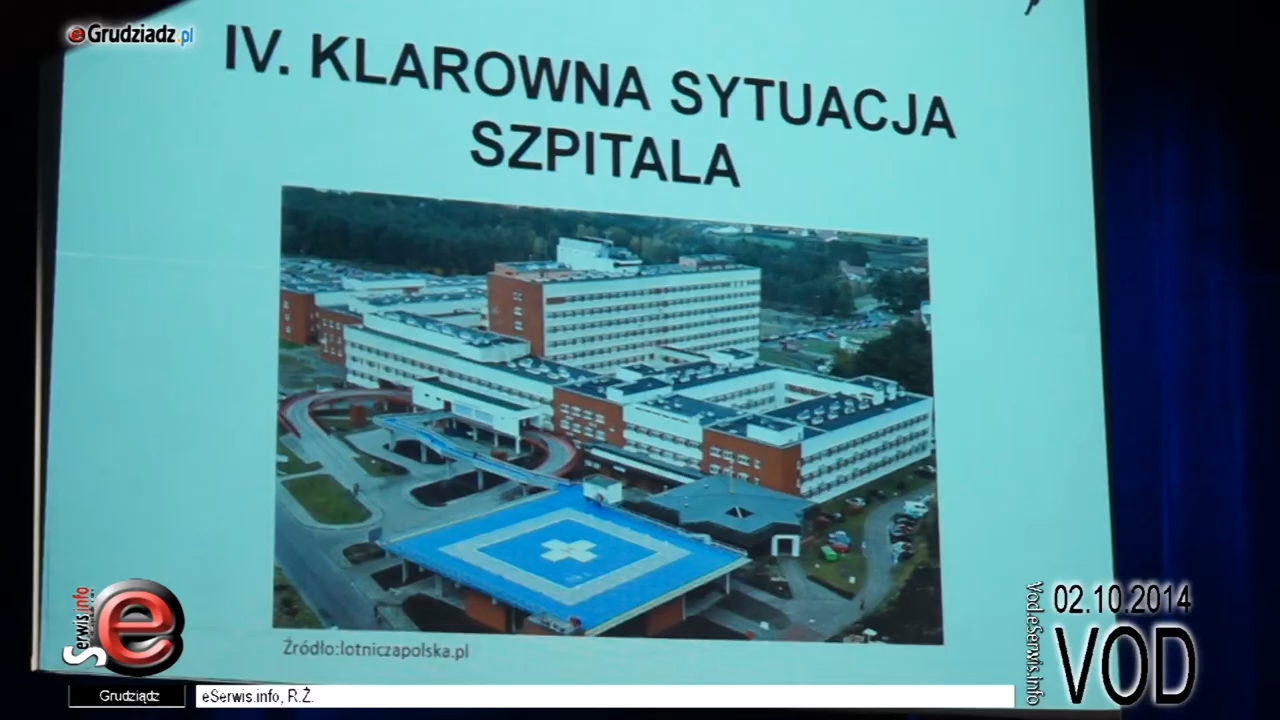 eGrudziadz.pl
IV. KLAROWNA SYTUACJA
SZPITALA
Źródło:lotniczapolska.pl
Serwis.info
e
Vod.eSerwis.info
02.10.2014
VOD
Grudziądz
eSerwis.info, R.Ż.